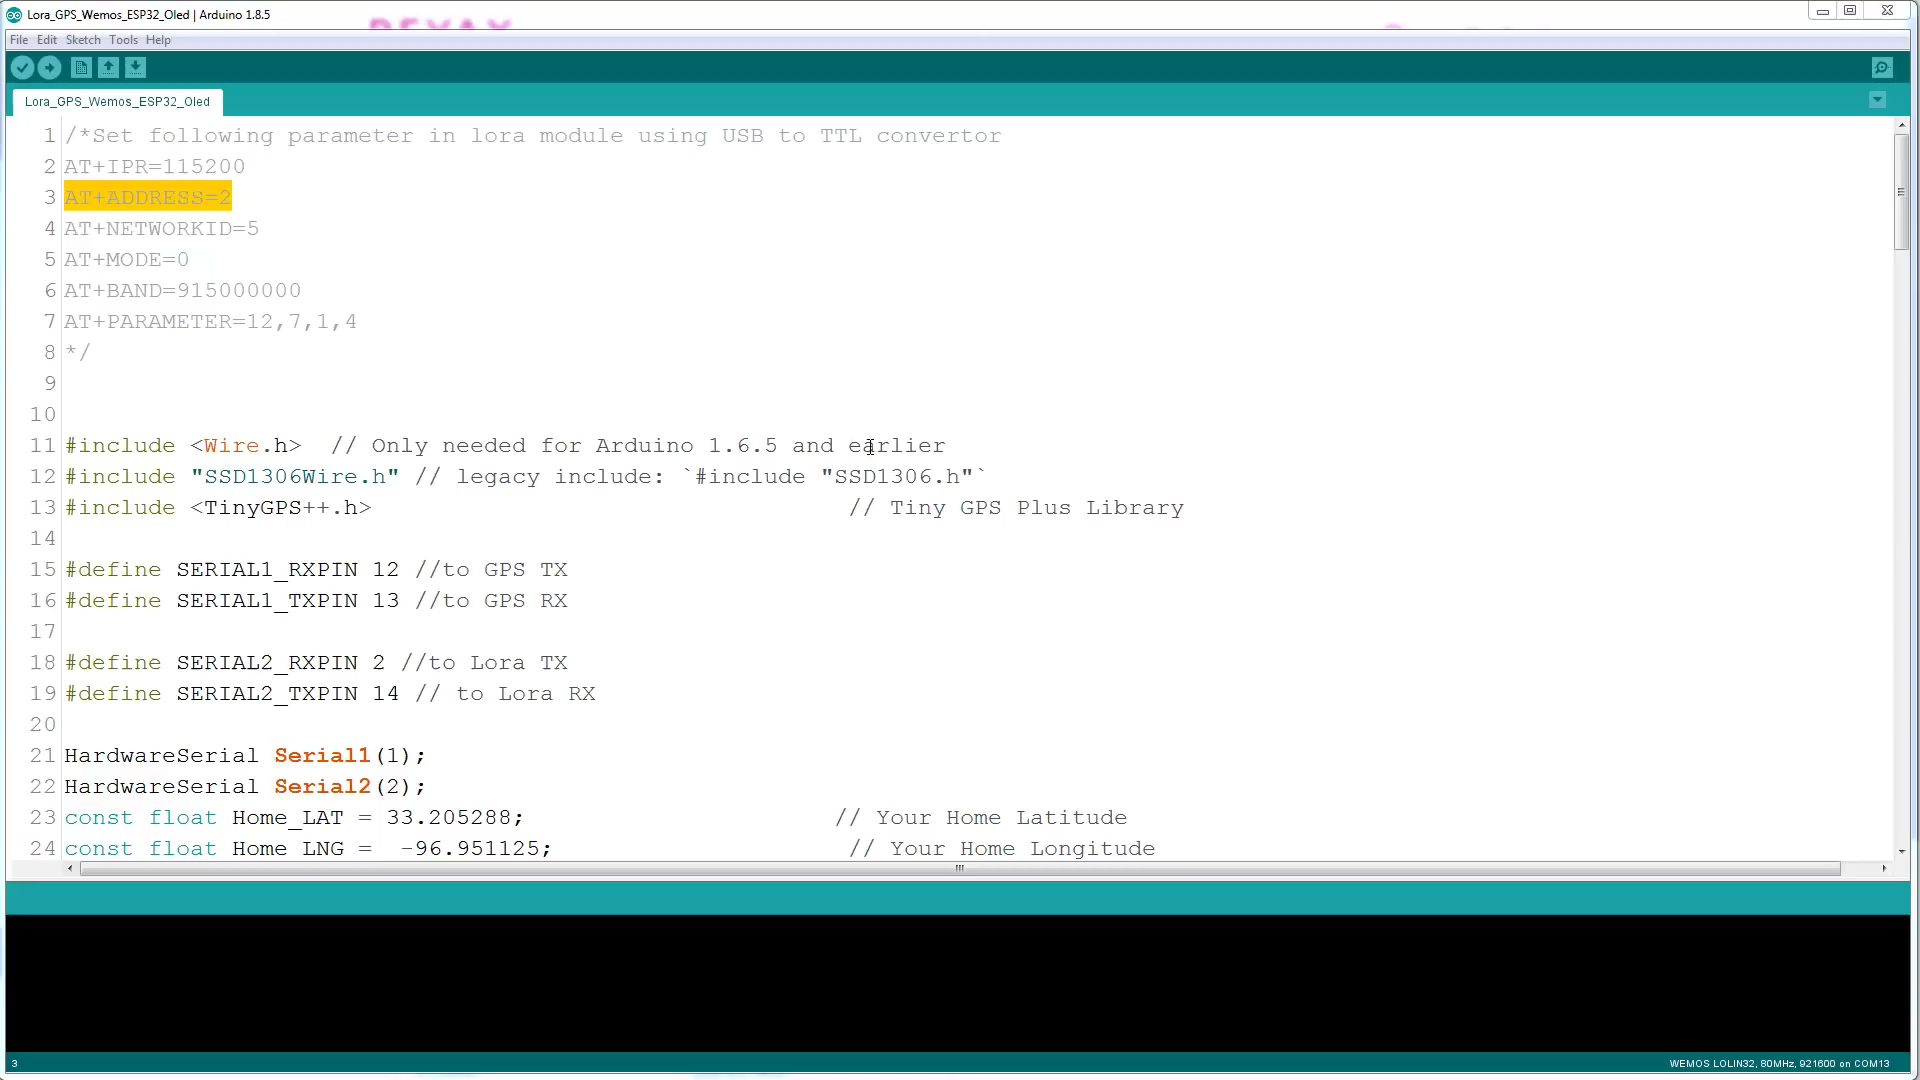 Lora_GPS_Wemos_ESP32_Oled | Arduino 1.8.5
File Edit Sketch Tools Help
Lora_GPS_Wemos_ESP32_Oled
1 /*Set following parameter in lora module using USB to TTL convertor
2 AT+IPR=115200
3 AT+ADDRESS=2
4 AT+NETWORKID=5
5 AT+MODE=0
6 AT+BAND=915000000
7 AT+PARAMETER=12,7,1,4
8 */
9
10
11 #include <Wire.h>  // Only needed for Arduino 1.6.5 and earlier
12 #include "SSD1306Wire.h" // legacy include: `#include "SSD1306.h"`
13 #include <TinyGPS++.h>                                  // Tiny GPS Plus Library
14
15 #define SERIAL1_RXPIN 12 //to GPS TX
16 #define SERIAL1_TXPIN 13 //to GPS RX
17
18 #define SERIAL2_RXPIN 2 //to Lora TX
19 #define SERIAL2_TXPIN 14 // to Lora RX
20
21 HardwareSerial Serial1(1);
22 HardwareSerial Serial2(2);
23 const float Home_LAT = 33.205288;                      // Your Home Latitude
24 const float Home_LNG =  -96.951125;                     // Your Home Longitude
3
WEMOS LOLIN32, 80MHz, 921600 on COM13